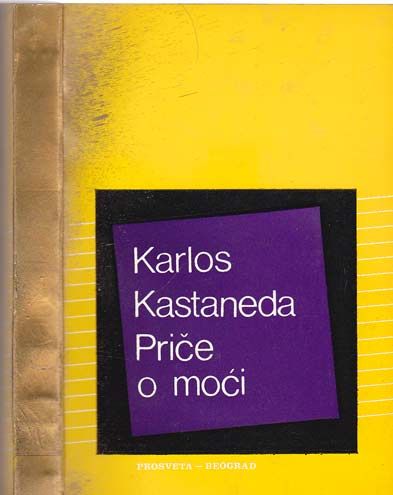 Karlos
Kastaneda
Priče
o moći
PROSVETA — BEOGRAD